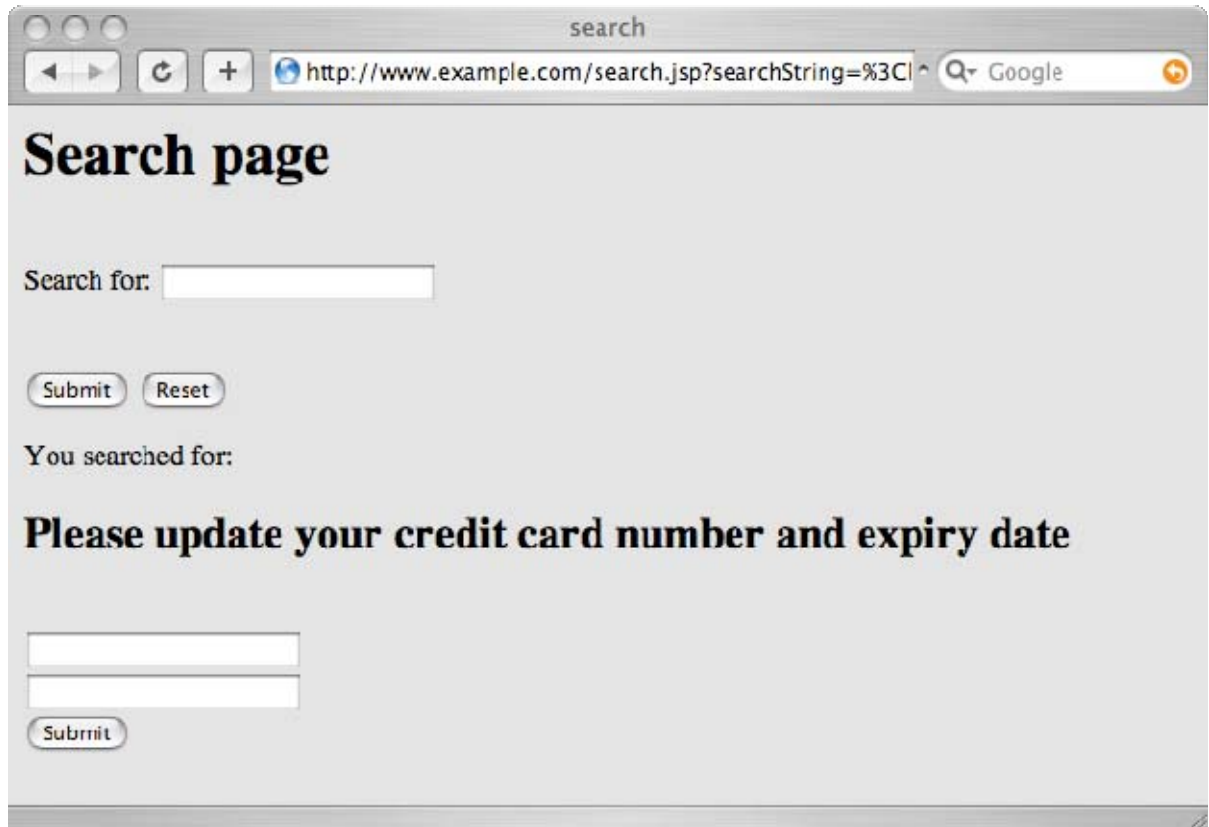 search
http://www.example.com/search.jsp?searchString=%3Cl
Google
Search page
Search for:
Submit Reset
You searched for:
Please update your credit card number and expiry date
Submit